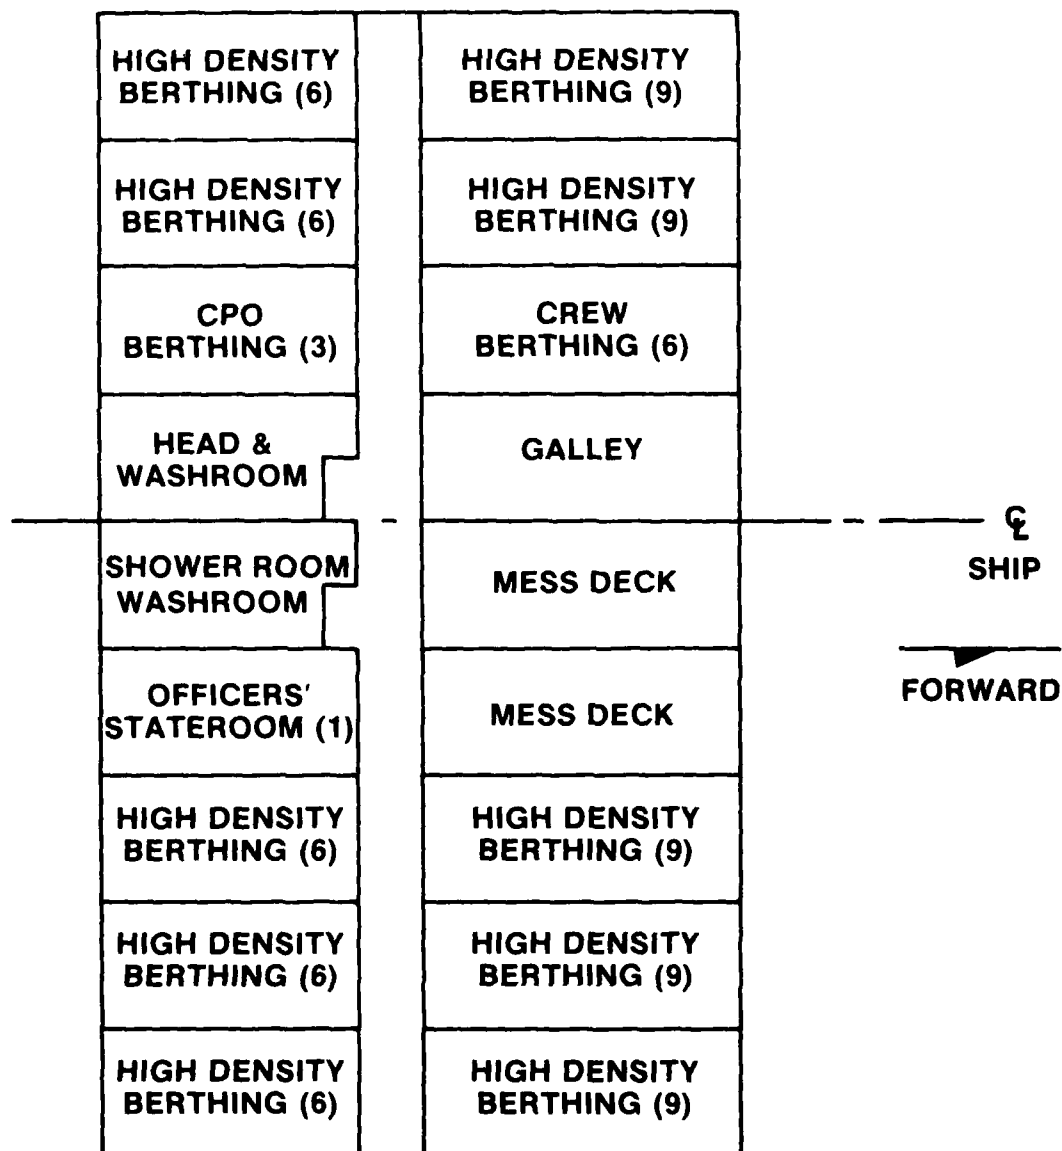 HIGH DENSITY
BERTHING (6)
HIGH DENSITY
BERTHING (9)
HIGH DENSITY
BERTHING (6)
HIGH DENSITY
BERTHING (9)
CPO
BERTHING (3)
CREW
BERTHING (6)
HEAD &
WASHROOM
GALLEY
℄
SHIP
SHOWER ROOM
WASHROOM
MESS DECK
FORWARD
OFFICERS'
STATEROOM (1)
MESS DECK
HIGH DENSITY
BERTHING (6)
HIGH DENSITY
BERTHING (9)
HIGH DENSITY
BERTHING (6)
HIGH DENSITY
BERTHING (9)
HIGH DENSITY
BERTHING (6)
HIGH DENSITY
BERTHING (9)